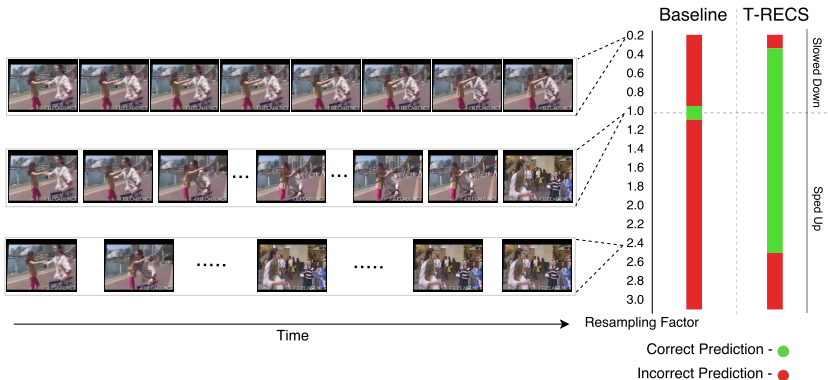 Baseline
T-RECS
0.2
0.4
0.6
0.8
1.0
1.2
1.4
1.6
1.8
2.0
2.2
2.4
2.6
2.8
3.0
Slowed Down
Sped Up
Time
Resampling Factor
Correct Prediction -
Incorrect Prediction -